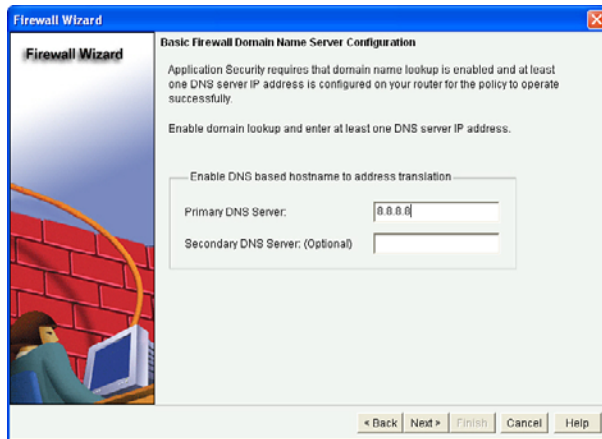 Firewall Wizard
Firewall Wizard
Basic Firewall Domain Name Server Configuration
Application Security requires that domain name lookup is enabled and at least
one DNS server IP address is configured on your router for the policy to operate
successfully.
Enable domain lookup and enter at least one DNS server IP address.
Enable DNS based hostname to address translation
Primary DNS Server: 8.8.8.8
Secondary DNS Server: (Optional)
< Back Next > Finish Cancel Help